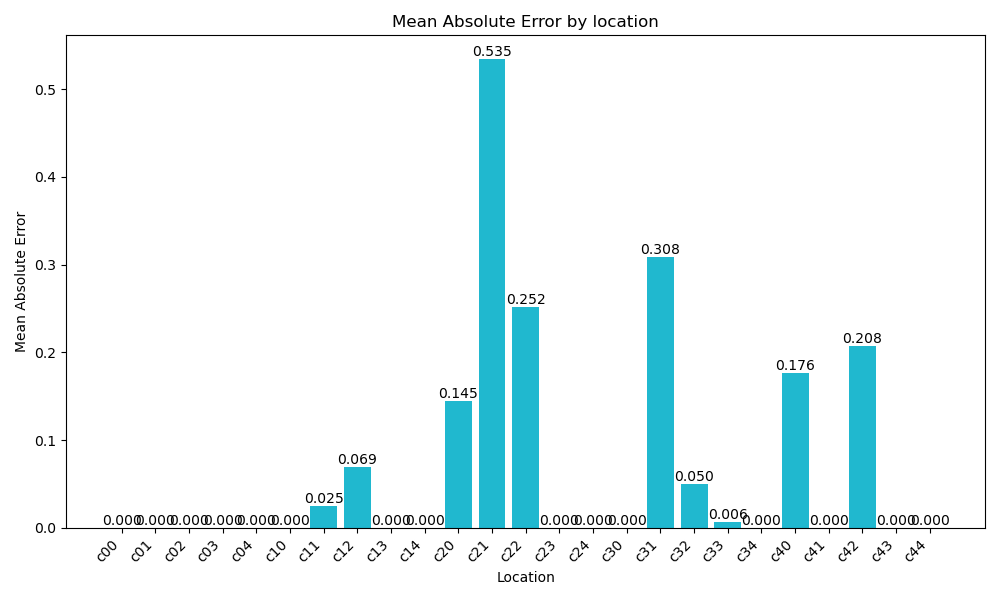 Mean Absolute Error by location
Mean Absolute Error
0.5
0.4
0.3
0.2
0.1
0.0
0.000 0.000 0.000 0.000 0.000 0.000 0.025 0.069 0.000 0.000 0.145 0.535 0.252 0.000 0.000 0.000 0.308 0.050 0.006 0.000 0.176 0.000 0.208 0.000 0.000
c00 c01 c02 c03 c04 c10 c11 c12 c13 c14 c20 c21 c22 c23 c24 c30 c31 c32 c33 c34 c40 c41 c42 c43 c44
Location